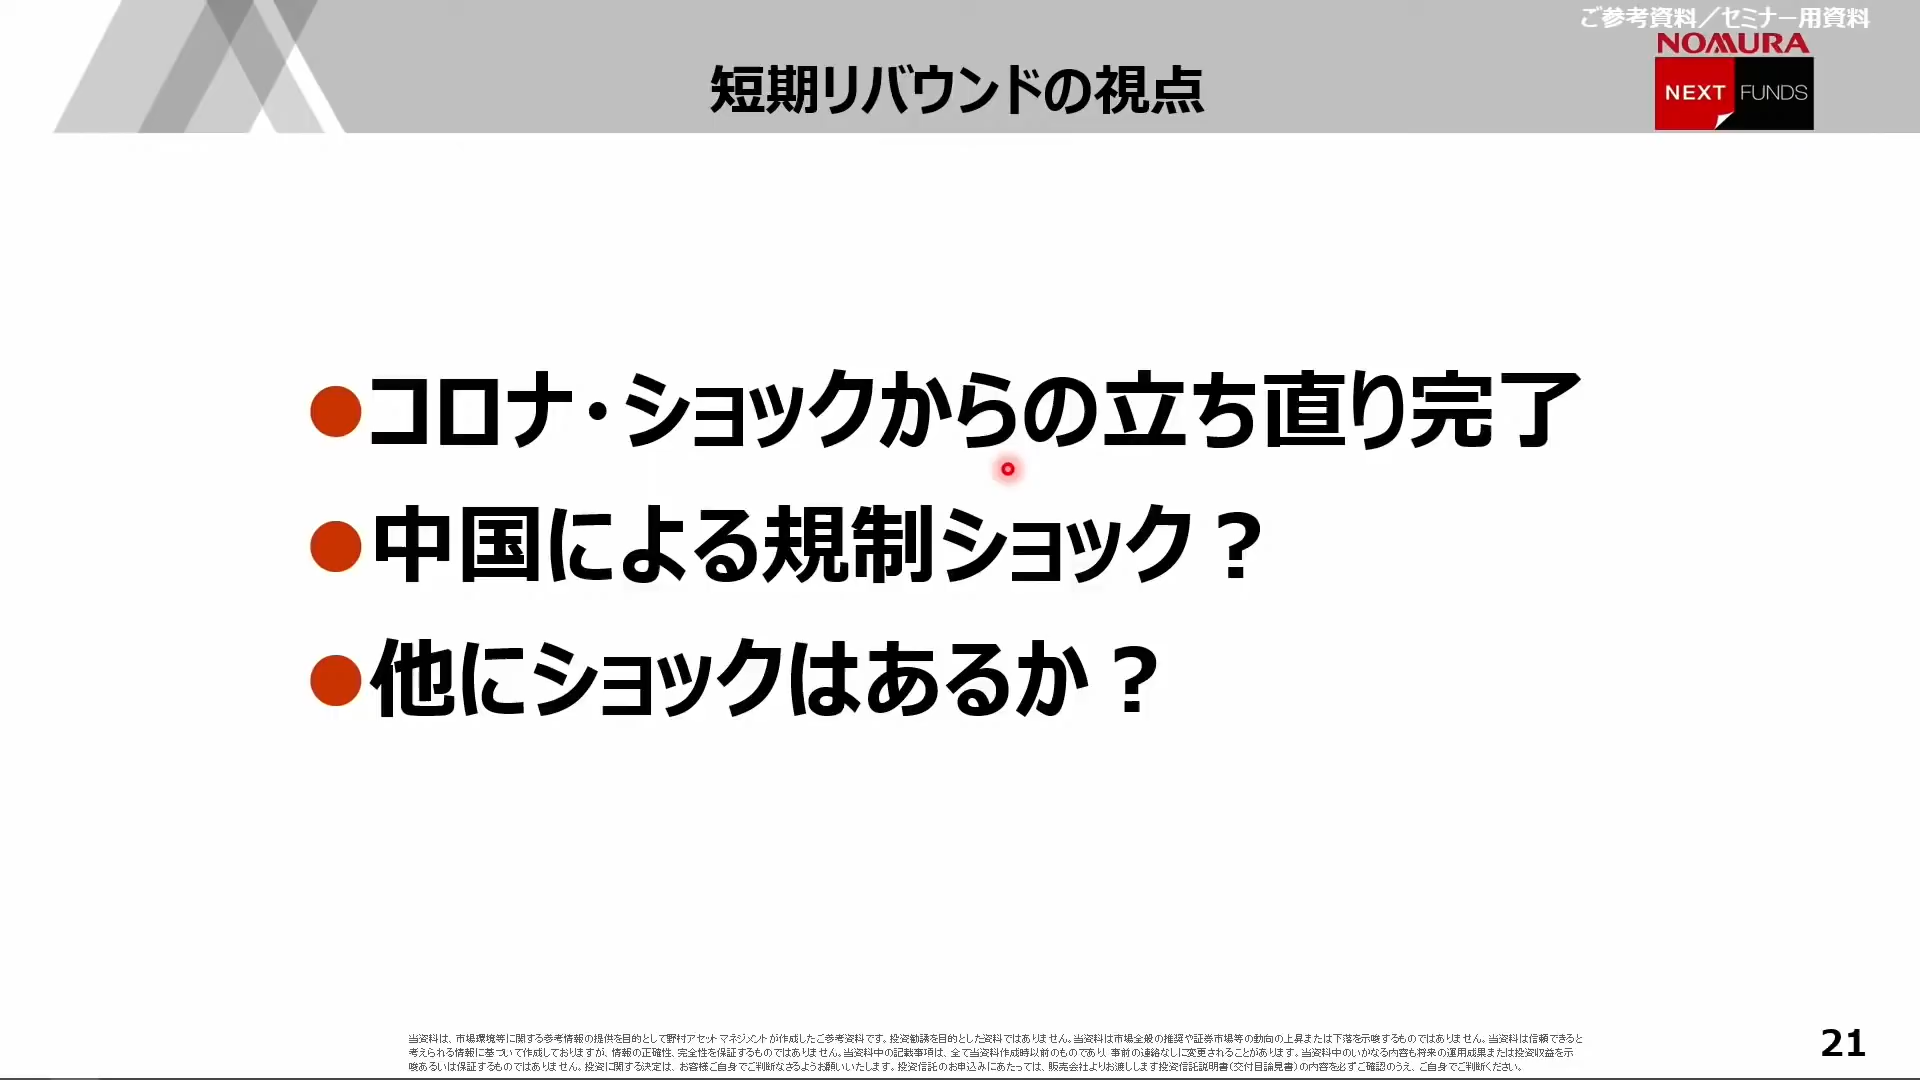 ご参考資料／セミナー用資料
NOMURA
短期リバウンドの視点
NEXT FUNDS
●コロナ・ショックからの立ち直り完了
●中国による規制ショック？
●他にショックはあるか？
当資料は、市場環境等に関する参考情報の提供を目的として野村アセットマネジメントが作成したご参考資料です。投資勧誘を目的とした資料ではありません。当資料は市場全般の推奨や証券市場等の動向の上昇または下落を示唆するものではありません。当資料は信頼できると
考えられる情報に基づいて作成しておりますが、情報の正確性、完全性を保証するものではありません。当資料中の記載事項は、全て当資料作成時以前のものであり、事前の連絡なしに変更されることがあります。当資料中のいかなる内容も将来の運用成果または投資収益を示
唆あるいは保証するものではありません。投資に関する決定は、お客様ご自身でご判断なさるようお願いいたします。投資信託のお申込みにあたっては、販売会社よりお渡しします投資信託説明書（交付目論見書）の内容を必ずご確認のうえ、ご自身でご判断ください。
21